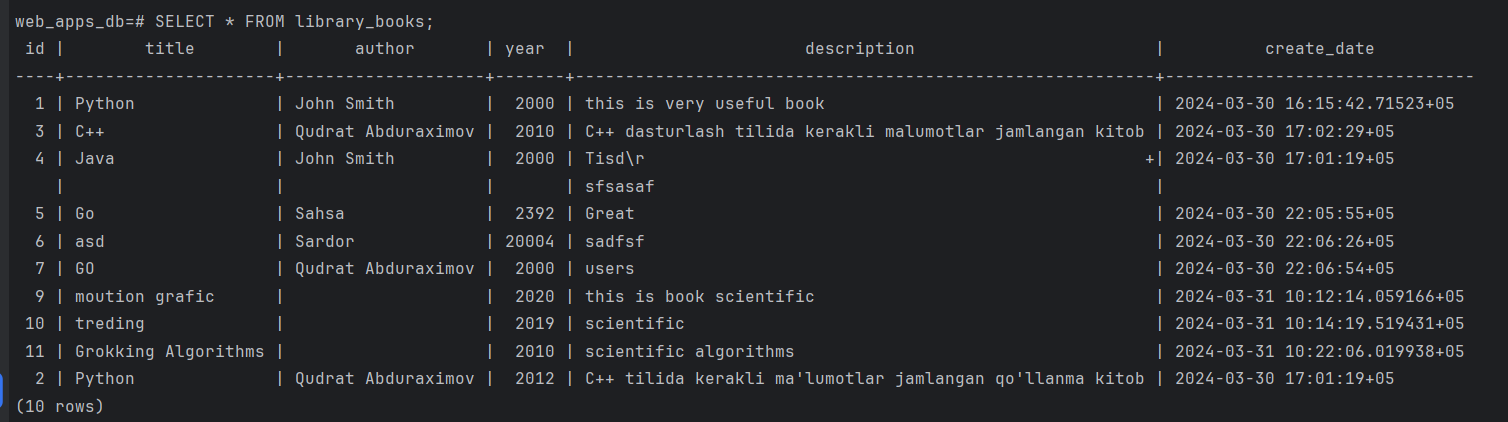 web_apps_db=# SELECT * FROM library_books;
 id |        title        |       author       | year  |                       description                        |          create_date
----+---------------------+--------------------+-------+----------------------------------------------------------+-------------------------------
  1 | Python              | John Smith         |  2000 | this is very useful book                                 | 2024-03-30 16:15:42.71523+05
  3 | C++                 | Qudrat Abduraximov |  2010 | C++ dasturlash tilida kerakli malumotlar jamlangan kitob | 2024-03-30 17:02:29+05
  4 | Java                | John Smith         |  2000 | Tisd\r                                                  +| 2024-03-30 17:01:19+05
    |                     |                    |       | sfsasaf                                                  |
  5 | Go                  | Sahsa              |  2392 | Great                                                    | 2024-03-30 22:05:55+05
  6 | asd                 | Sardor             | 20004 | sadfsf                                                   | 2024-03-30 22:06:26+05
  7 | GO                  | Qudrat Abduraximov |  2000 | users                                                    | 2024-03-30 22:06:54+05
  9 | moution grafic      |                    |  2020 | this is book scientific                                  | 2024-03-31 10:12:14.059166+05
 10 | treding             |                    |  2019 | scientific                                               | 2024-03-31 10:14:19.519431+05
 11 | Grokking Algorithms |                    |  2010 | scientific algorithms                                    | 2024-03-31 10:22:06.019938+05
  2 | Python              | Qudrat Abduraximov |  2012 | C++ tilida kerakli ma'lumotlar jamlangan qo'llanma kitob | 2024-03-30 17:01:19+05
(10 rows)